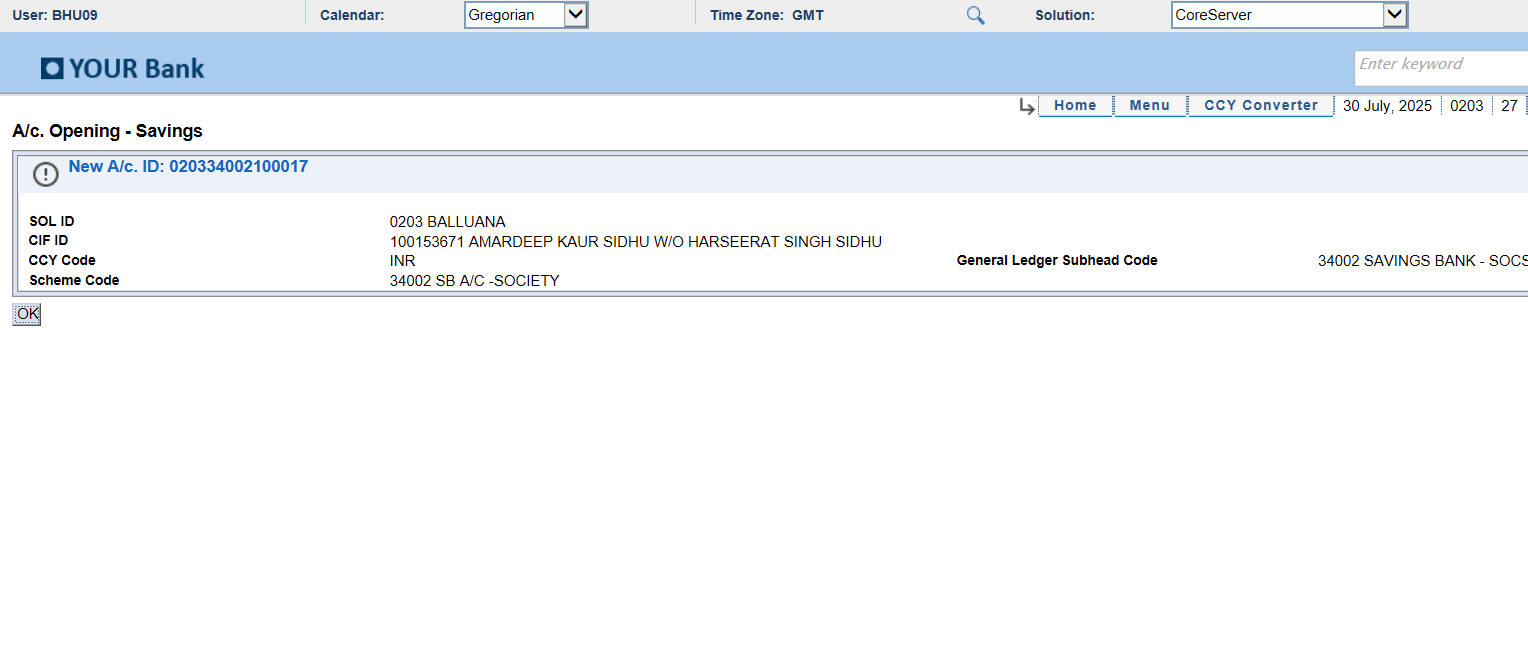 User: BHU09 Calendar: Gregorian Time Zone: GMT Solution: CoreServer
YOUR Bank Enter keyword
Home Menu CCY Converter 30 July, 2025 0203 27
A/c. Opening - Savings
New A/c. ID: 020334002100017
SOL ID 0203 BALLUANA
CIF ID 100153671 AMARDEEP KAUR SIDHU W/O HARSEERAT SINGH SIDHU
CCY Code INR General Ledger Subhead Code 34002 SAVINGS BANK - SOCS
Scheme Code 34002 SB A/C -SOCIETY
OK